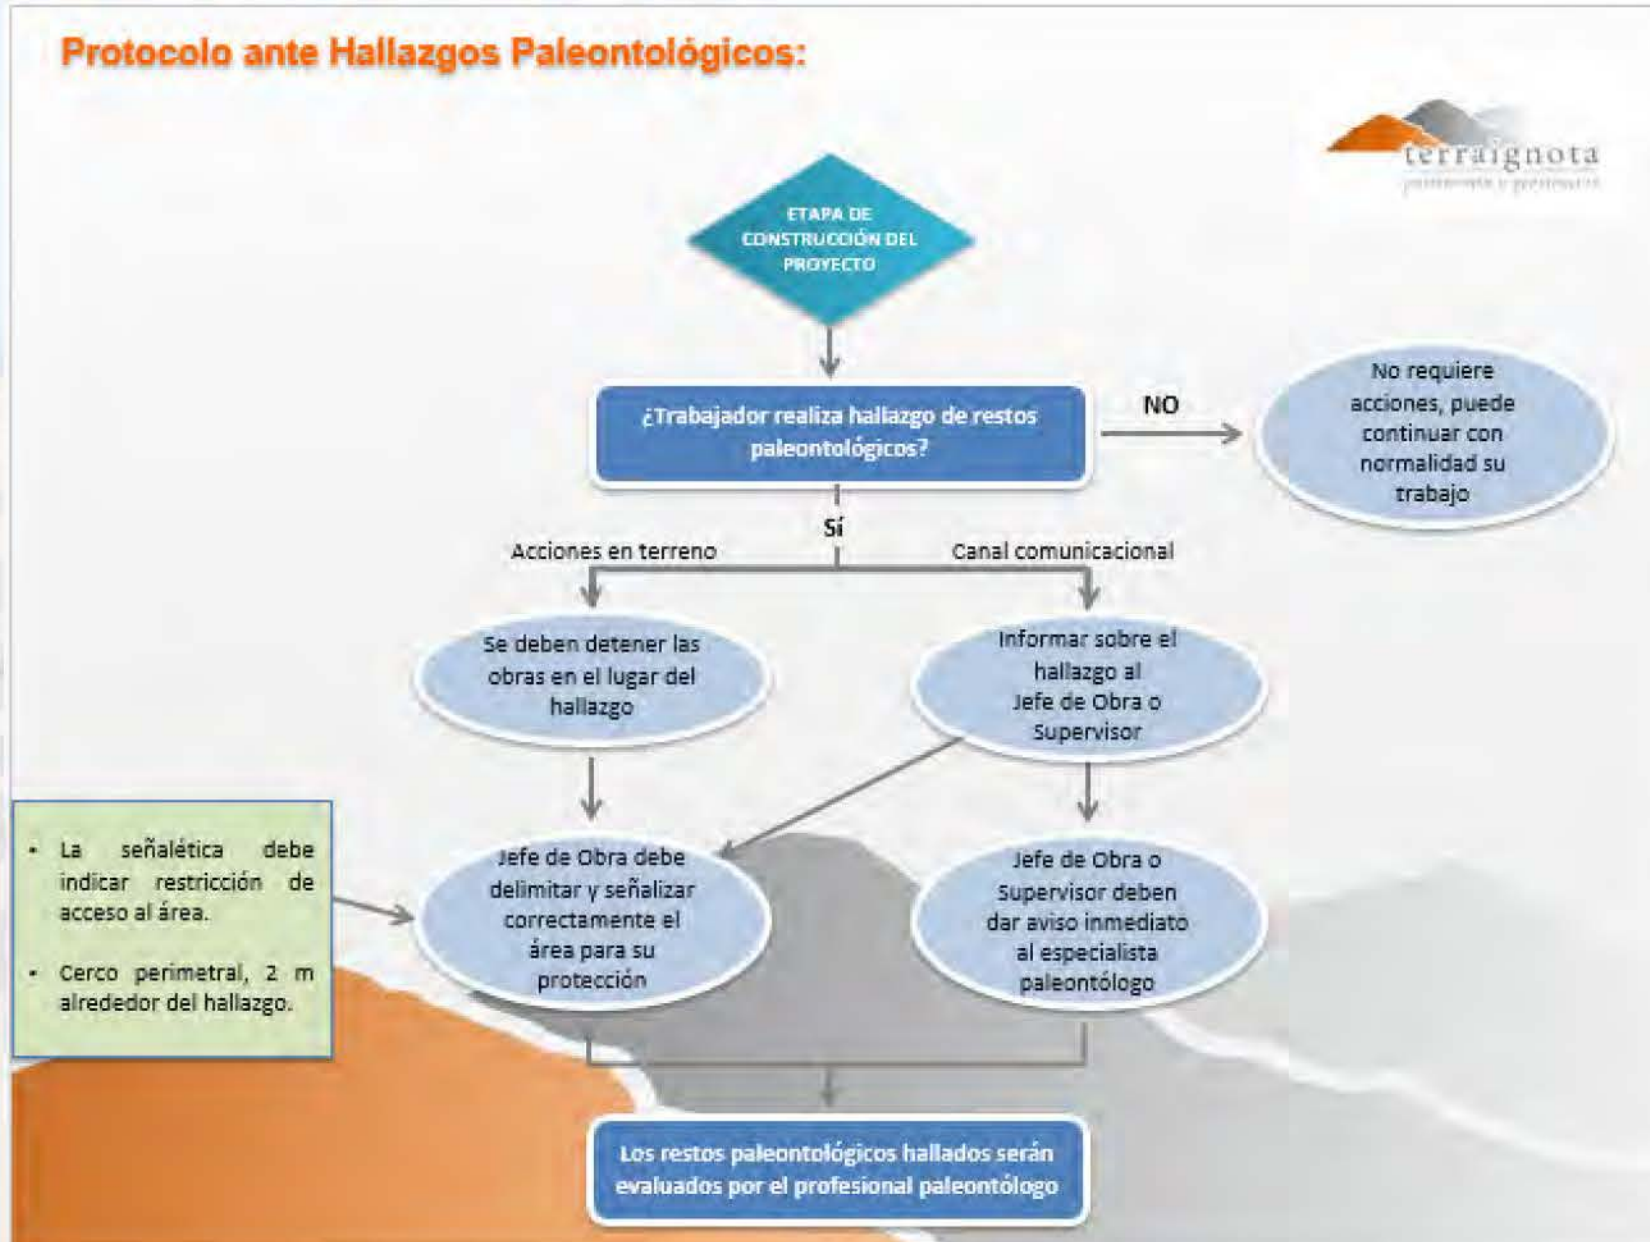 Protocolo ante Hallazgos Paleontológicos:
terraignota
ETAPA DE
CONSTRUCCIÓN DEL
PROYECTO
¿Trabajador realiza hallazgo de restos
paleontológicos?
NO
No requiere
acciones, puede
continuar con
normalidad su
trabajo
Sí
Acciones en terreno
Canal comunicacional
Se deben detener las
obras en el lugar del
hallazgo
Informar sobre el
hallazgo al
Jefe de Obra o
Supervisor
• La señalética debe
indicar restricción de
acceso al área.
• Cerco perimetral, 2 m
alrededor del hallazgo.
Jefe de Obra debe
delimitar y señalizar
correctamente el
área para su
protección
Jefe de Obra o
Supervisor deben
dar aviso inmediato
al especialista
paleontólogo
Los restos paleontológicos hallados serán
evaluados por el profesional paleontólogo